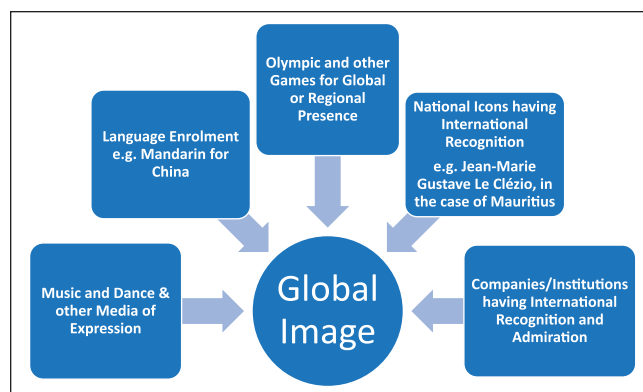 Olympic and other
Games for Global
or Regional
Presence
Language Enrolment
e.g. Mandarin for
China
National Icons having
International
Recognition
e.g. Jean-Marie
Gustave Le Clézio, in
the case of Mauritius
Music and Dance &
other Media of
Expression
Global
Image
Companies/Institutions
having International
Recognition and
Admiration